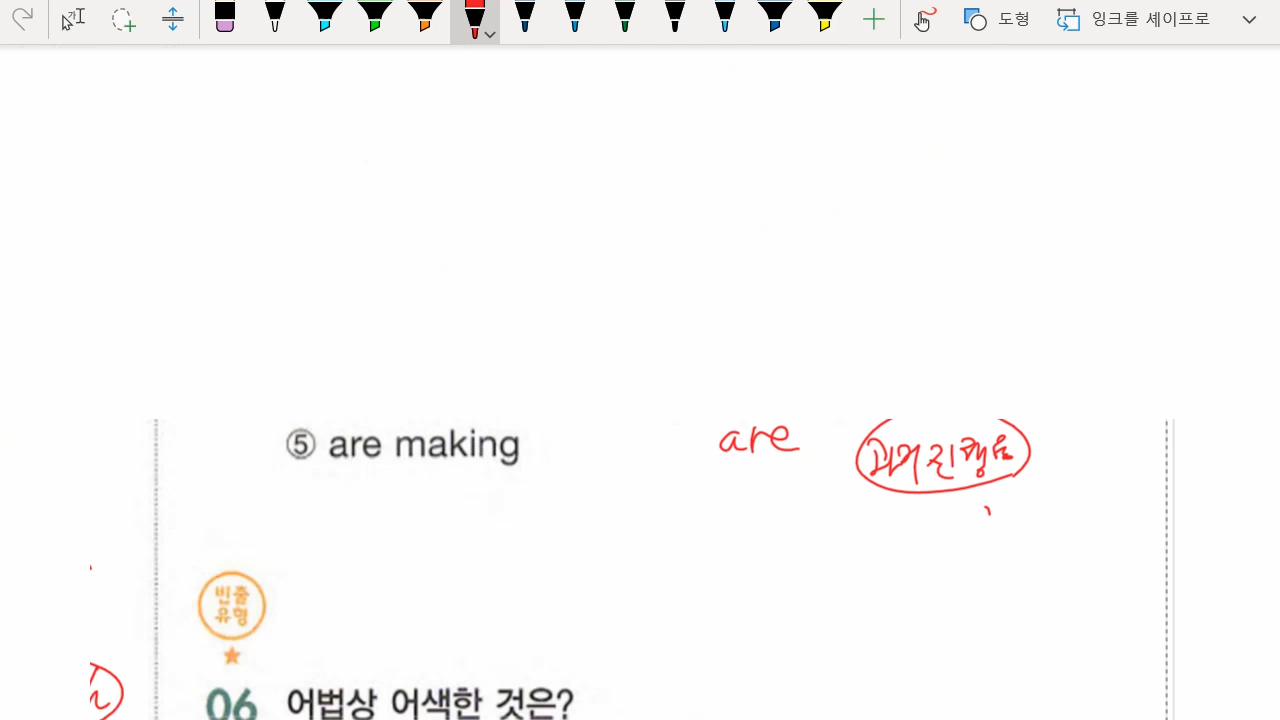 도형 잉크를 셰이프로
⑤ are making are 과거진행은
빈출
유형
06 어법상 어색한 것은?